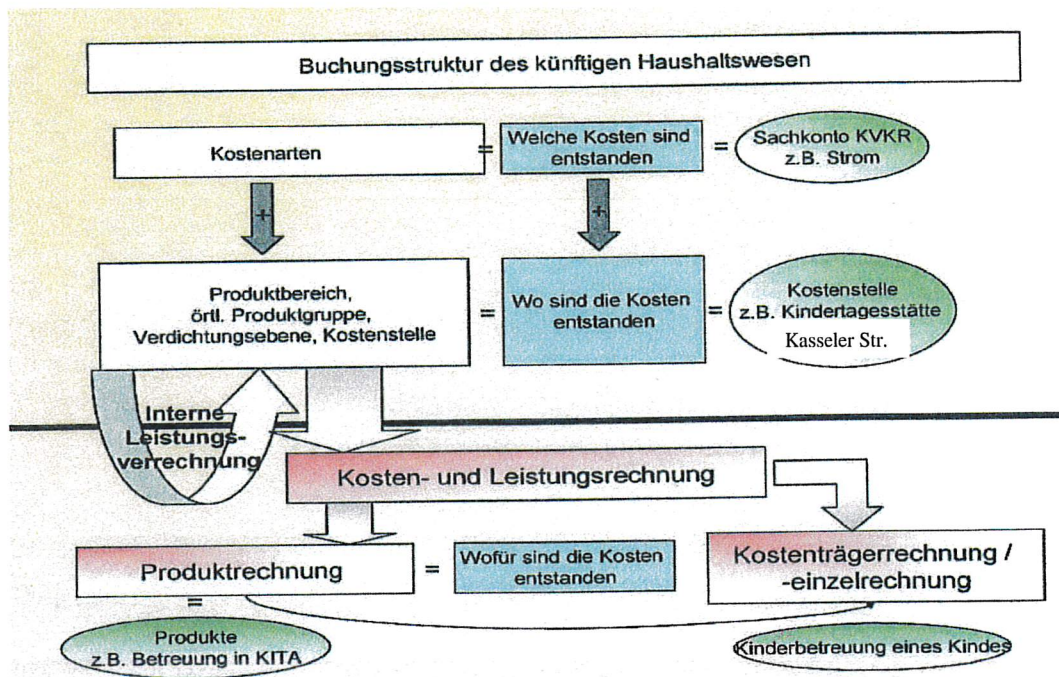 Buchungsstruktur des künftigen Haushaltswesen
Kostenarten
=
Welche Kosten sind
entstanden
=
Sachkonto KVKR
z.B. Strom
+
+
Produktbereich,
örtl. Produktgruppe,
Verdichtungsebene, Kostenstelle
=
Wo sind die Kosten
entstanden
=
Kostenstelle
z.B. Kindertagesstätte
Kasseler Str.
Interne
Leistungs-
verrechnung
Kosten- und Leistungsrechnung
Produktrechnung
=
Wofür sind die Kosten
entstanden
Kostenträgerrechnung /
-einzelrechnung
=
Produkte
z.B. Betreuung in KITA
Kinderbetreuung eines Kindes